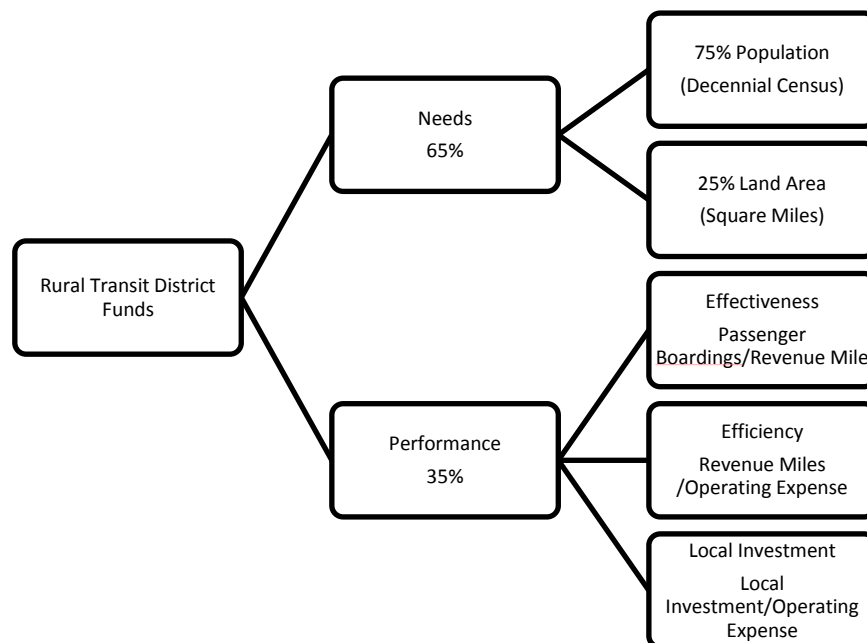 75% Population
(Decennial Census)
Needs
65%
25% Land Area
(Square Miles)
Rural Transit District
Funds
Effectiveness
Passenger
Boardings/Revenue Mile
Performance
35%
Efficiency
Revenue Miles
/Operating Expense
Local Investment
Local
Investment/Operating
Expense